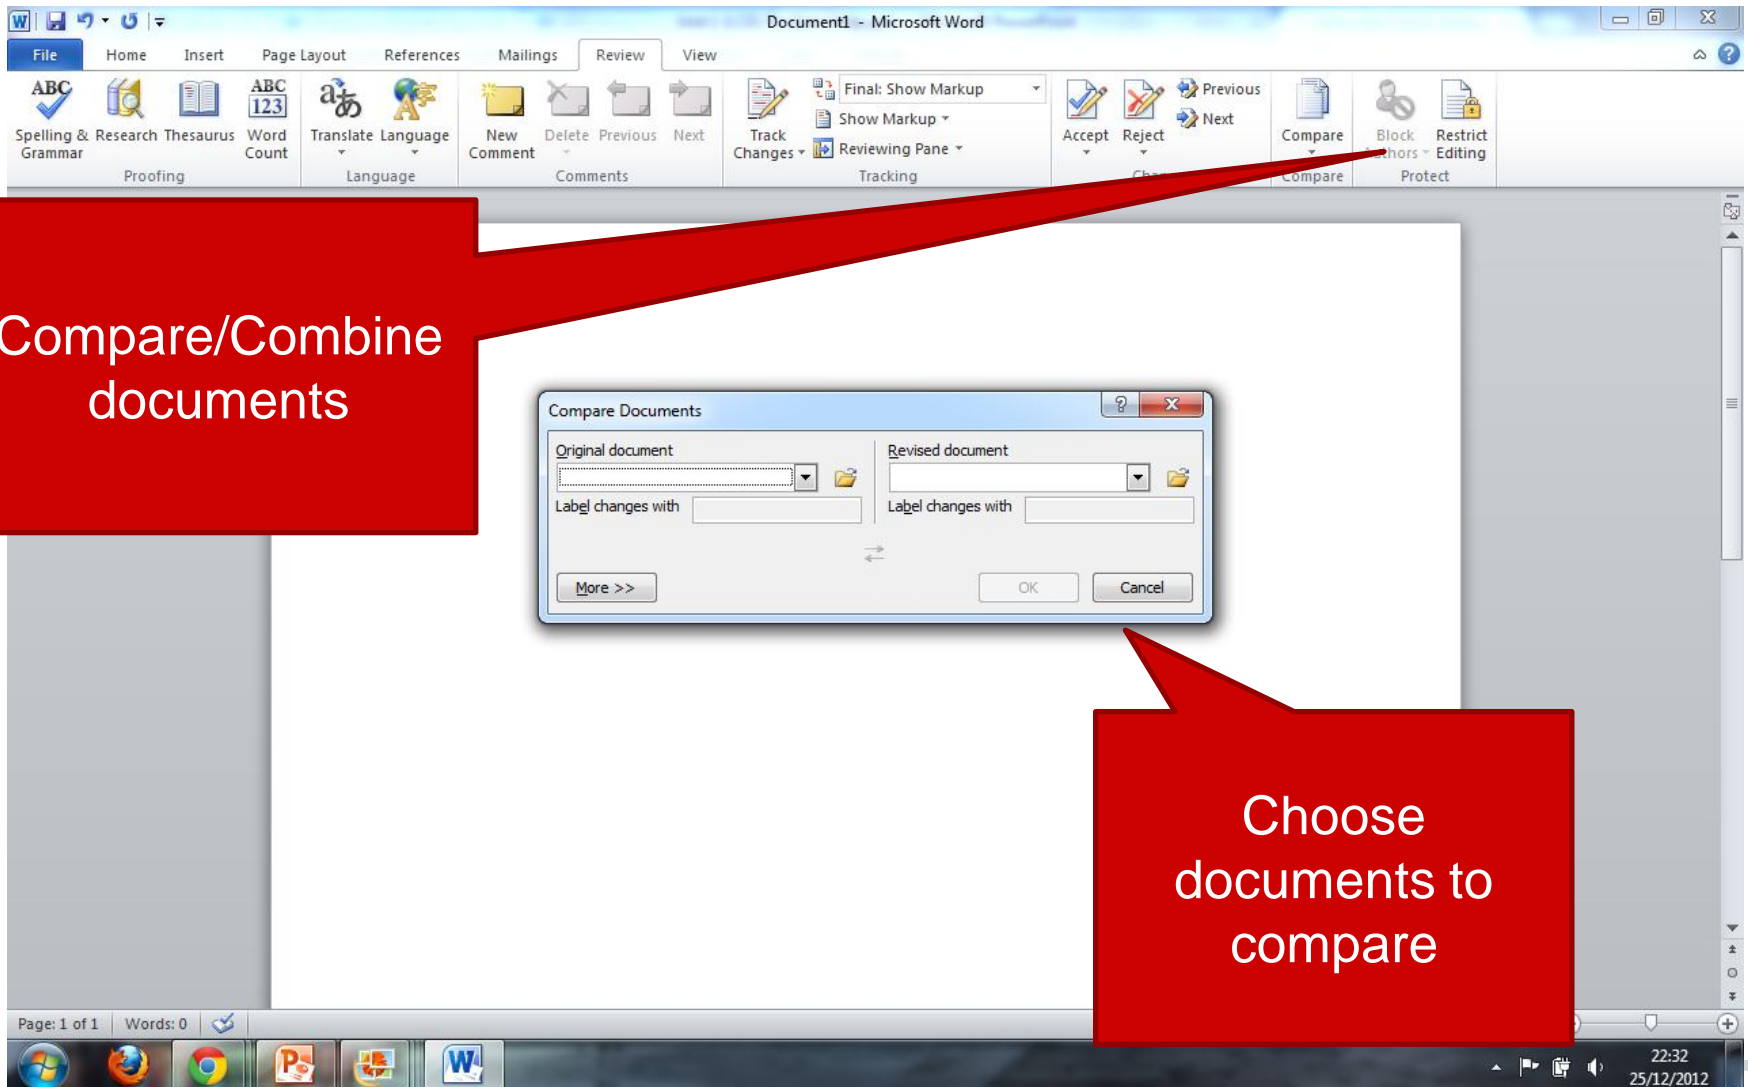 Document1 - Microsoft Word
File Home Insert Page Layout References Mailings Review View
ABC
Spelling & Grammar
Research
Thesaurus
ABC 123
Word Count
Translate
Language
New Comment
Delete
Previous
Next
Track Changes
Final: Show Markup
Show Markup
Reviewing Pane
Accept
Reject
Previous
Next
Compare
Block Authors
Restrict Editing
Proofing Language Comments Tracking Compare Protect
Compare/Combine
documents
Compare Documents
Original document Revised document
Label changes with Label changes with
More >> OK Cancel
Choose
documents to
compare
Page: 1 of 1 Words: 0
22:32
25/12/2012